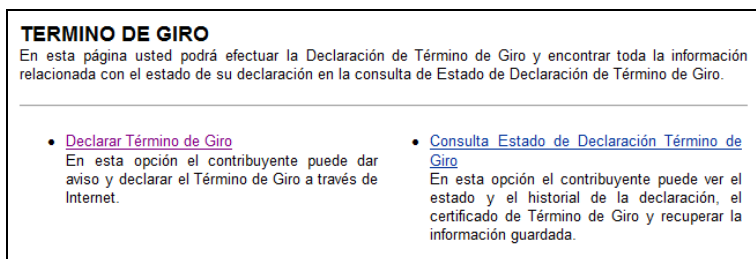 TERMINO DE GIRO
En esta página usted podrá efectuar la Declaración de Término de Giro y encontrar toda la información
relacionada con el estado de su declaración en la consulta de Estado de Declaración de Término de Giro.
Declarar Término de Giro
En esta opción el contribuyente puede dar
aviso y declarar el Término de Giro a través de
Internet.
Consulta Estado de Declaración Término de
Giro
En esta opción el contribuyente puede ver el
estado y el historial de la declaración, el
certificado de Término de Giro y recuperar la
información guardada.